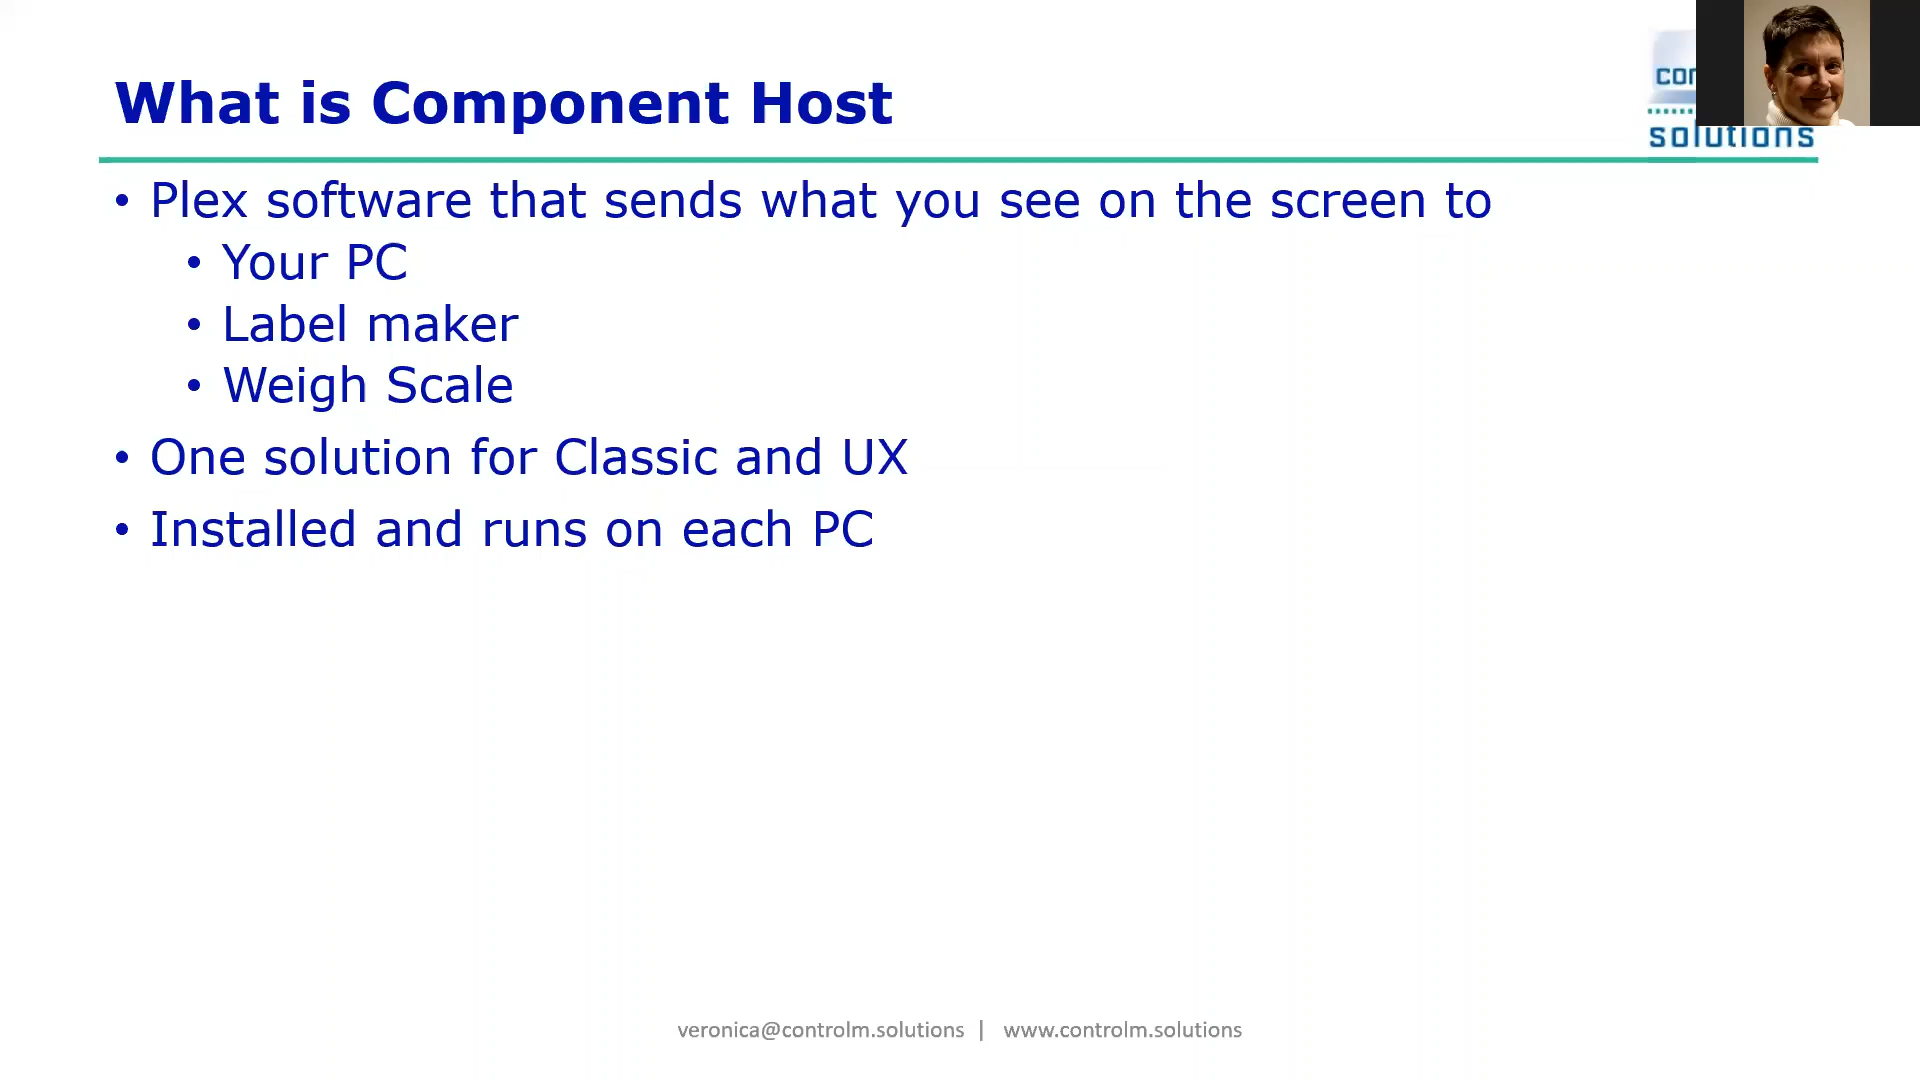 What is Component Host
solutions
• Plex software that sends what you see on the screen to
• Your PC
• Label maker
• Weigh Scale
• One solution for Classic and UX
• Installed and runs on each PC
veronica@controlm.solutions | www.controlm.solutions